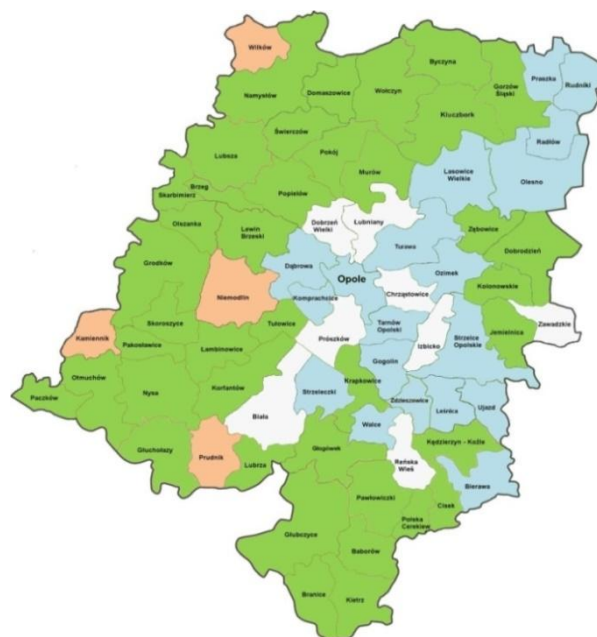 Wilków
Byczyna
Praszka
Rudniki
Namysłów
Domaszowice
Wołczyn
Gorzów
Śląski
Kluczbork
Świerczów
Radłów
Lubsza
Pokój
Murów
Lasowice
Wielkie
Olesno
Brzeg
Skarbimierz
Popielów
Olszanka
Lewin
Brzeski
Dobrzeń
Wielki
Łubniany
Turawa
Zębowice
Dobrodzień
Grodków
Dąbrowa
Opole
Ozimek
Niemodlin
Komprachcice
Chrząstowice
Kolonowskie
Kamiennik
Skoroszyce
Tułowice
Prószków
Tarnów
Opolski
Izbicko
Strzelce
Opolskie
Jemielnica
Zawadzkie
Pakosławice
Łambinowice
Gogolin
Otmuchów
Korfantów
Krapkowice
Paczków
Nysa
Biała
Strzeleczki
Zdzieszowice
Leśnica
Ujazd
Walce
Głuchołazy
Prudnik
Lubrza
Głogówek
Reńska
Wieś
Kędzierzyn - Koźle
Bierawa
Pawłowiczki
Cisek
Polska
Cerekiew
Głubczyce
Baborów
Branice
Kietrz